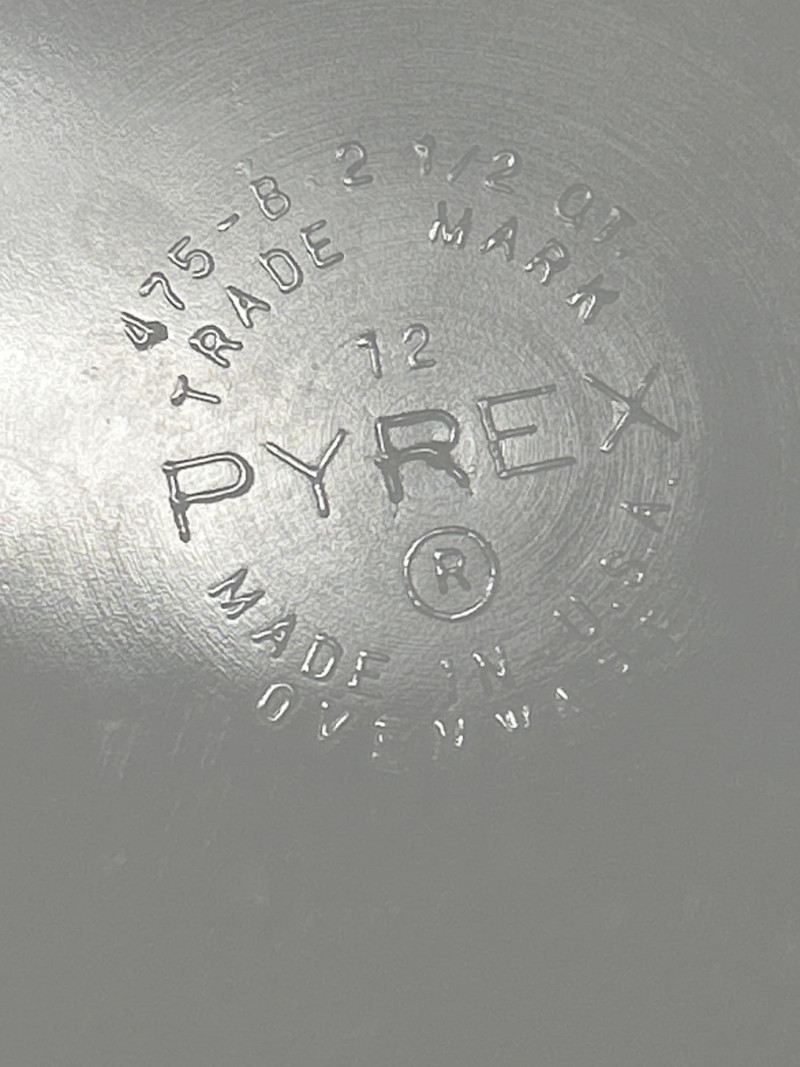 475-B 2 1/2 QT.
TRADE MARK
12
PYREX
®
MADE IN U.S.A.
OVENWARE